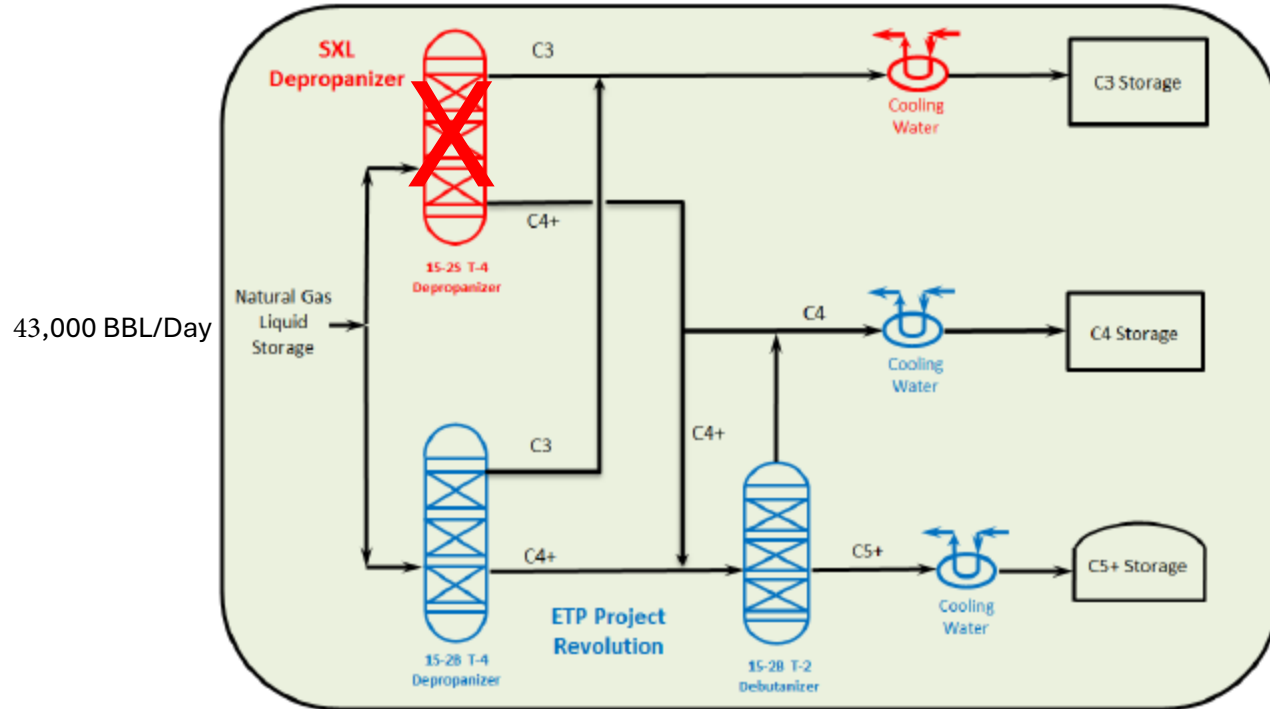 SXL
Depropanizer
C3
Cooling
Water
C3 Storage
C4+
15-25 T-4
Depropanizer
43,000 BBL/Day
Natural Gas
Liquid
Storage
C4
Cooling
Water
C4 Storage
C3
C4+
C4+
ETP Project
Revolution
15-28 T-4
Depropanizer
15-28 T-2
Debutanizer
C5+
Cooling
Water
C5+ Storage